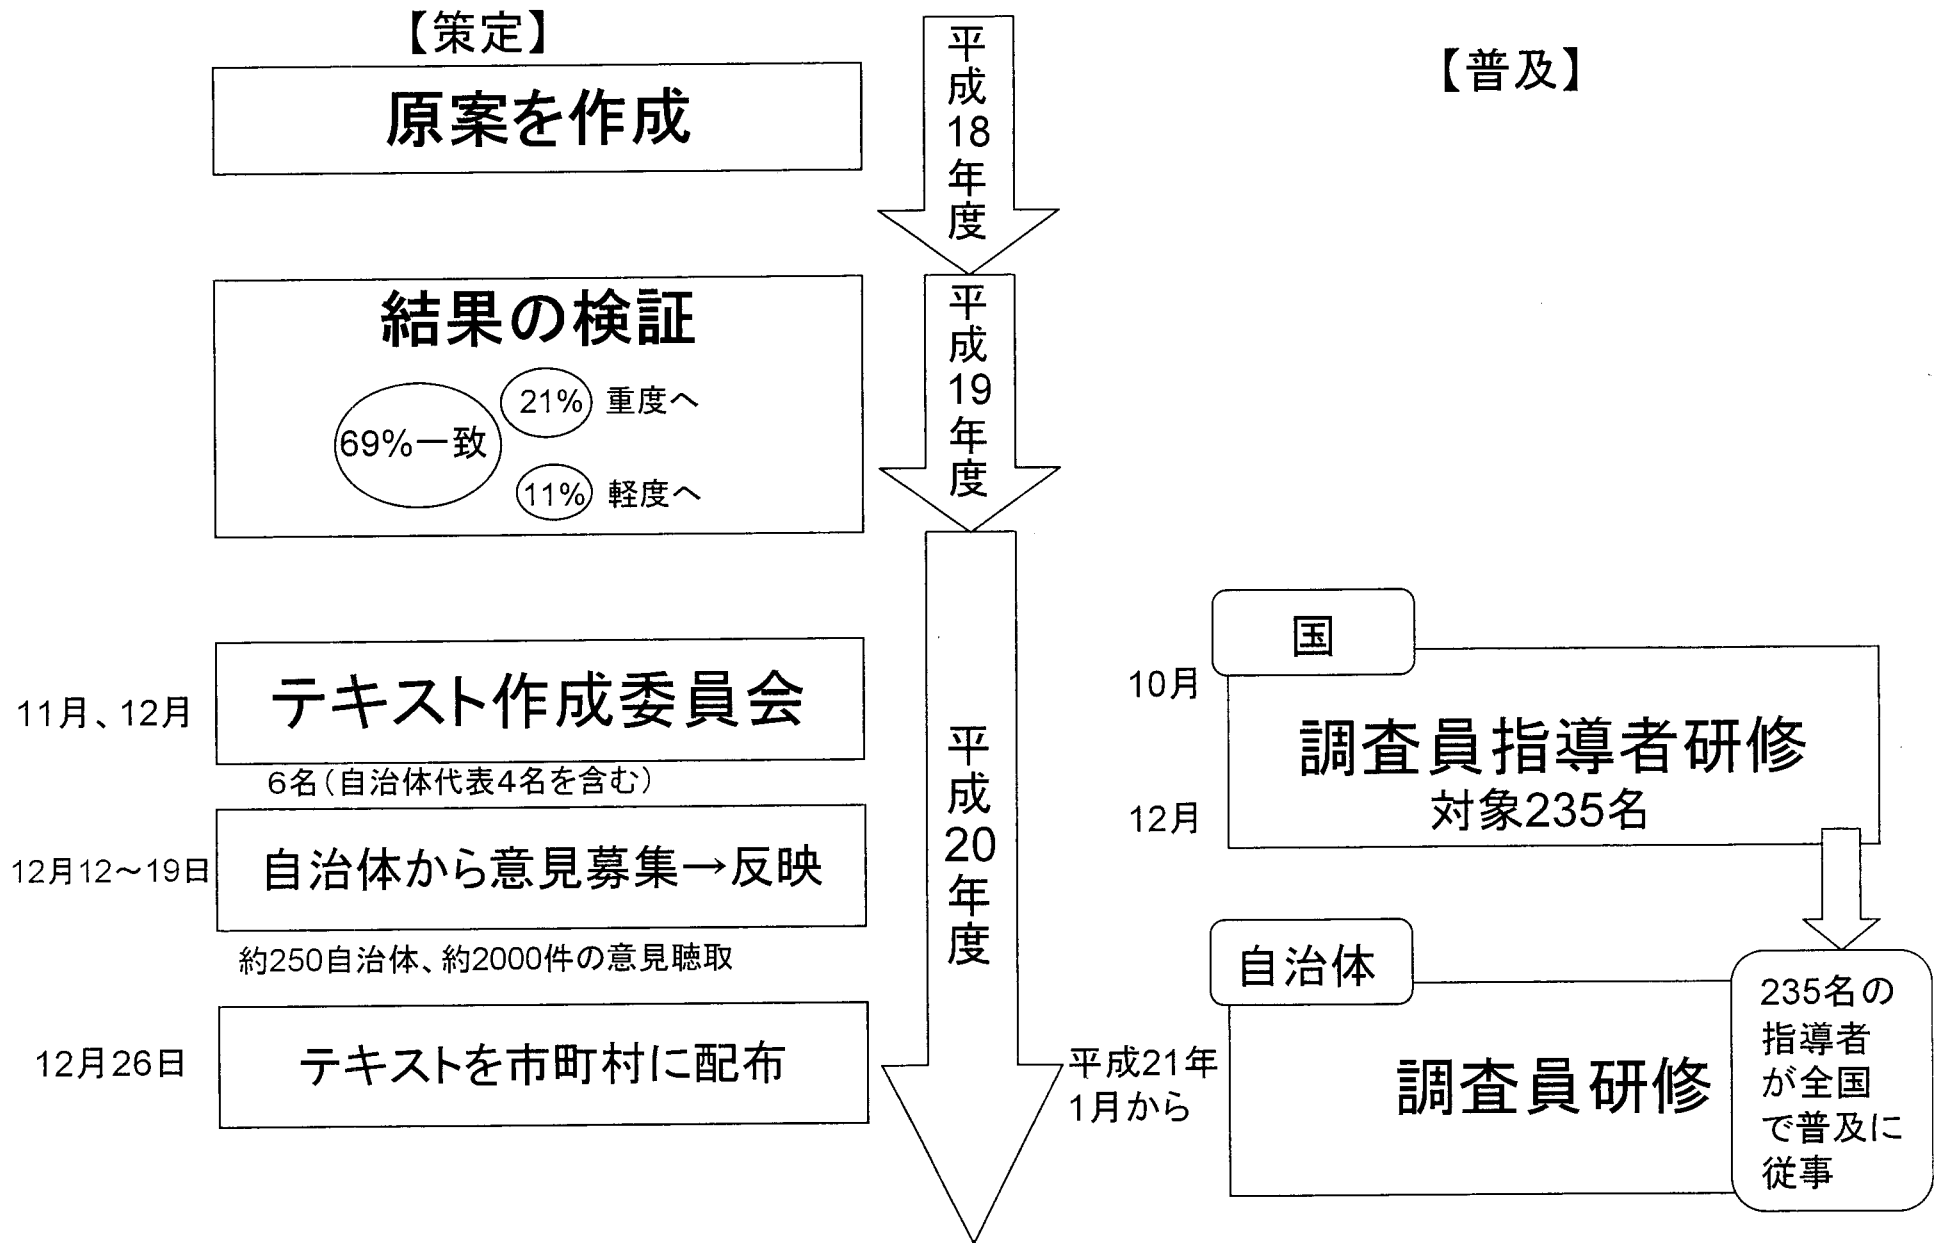 【策定】
原案を作成
平成18年度
【普及】
結果の検証
69%一致
21% 重度へ
11% 軽度へ
平成19年度
11月、12月
テキスト作成委員会
6名（自治体代表4名を含む）
12月12～19日
自治体から意見募集→反映
約250自治体、約2000件の意見聴取
12月26日
テキストを市町村に配布
平成20年度
国
10月
12月
調査員指導者研修
対象235名
自治体
平成21年
1月から
調査員研修
235名の
指導者
が全国
で普及に
従事